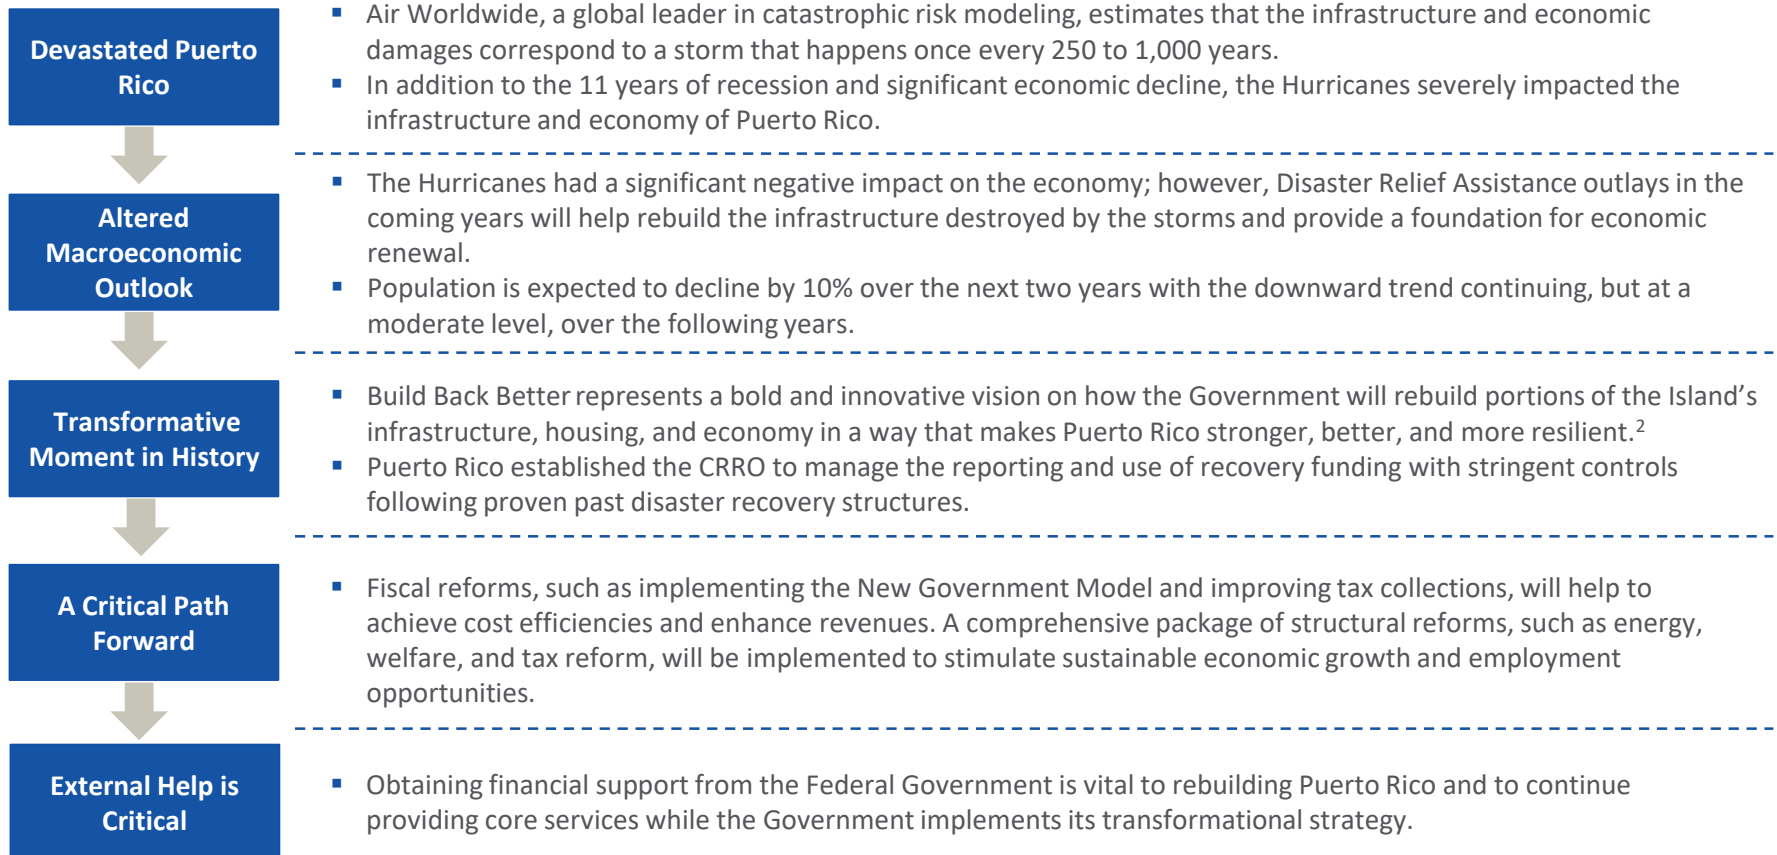 Devastated Puerto
Rico
▪ Air Worldwide, a global leader in catastrophic risk modeling, estimates that the infrastructure and economic
damages correspond to a storm that happens once every 250 to 1,000 years.
▪ In addition to the 11 years of recession and significant economic decline, the Hurricanes severely impacted the
infrastructure and economy of Puerto Rico.
Altered
Macroeconomic
Outlook
▪ The Hurricanes had a significant negative impact on the economy; however, Disaster Relief Assistance outlays in the
coming years will help rebuild the infrastructure destroyed by the storms and provide a foundation for economic
renewal.
▪ Population is expected to decline by 10% over the next two years with the downward trend continuing, but at a
moderate level, over the following years.
Transformative
Moment in History
▪ Build Back Better represents a bold and innovative vision on how the Government will rebuild portions of the Island’s
infrastructure, housing, and economy in a way that makes Puerto Rico stronger, better, and more resilient.²
▪ Puerto Rico established the CRRO to manage the reporting and use of recovery funding with stringent controls
following proven past disaster recovery structures.
A Critical Path
Forward
▪ Fiscal reforms, such as implementing the New Government Model and improving tax collections, will help to
achieve cost efficiencies and enhance revenues. A comprehensive package of structural reforms, such as energy,
welfare, and tax reform, will be implemented to stimulate sustainable economic growth and employment
opportunities.
External Help is
Critical
▪ Obtaining financial support from the Federal Government is vital to rebuilding Puerto Rico and to continue
providing core services while the Government implements its transformational strategy.